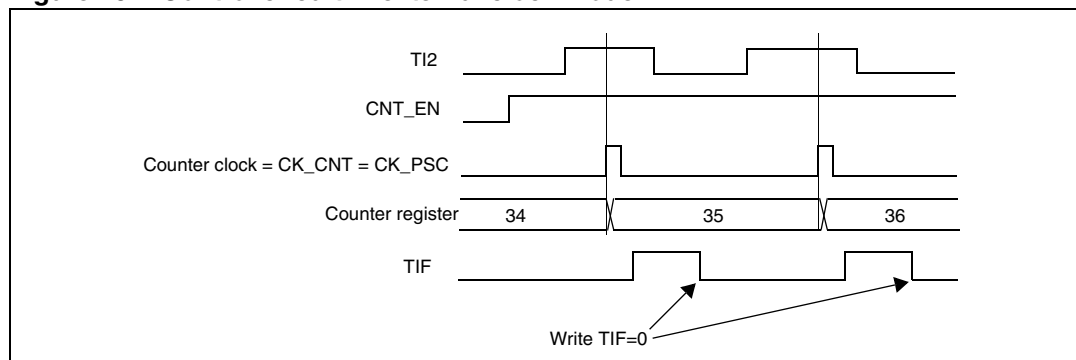 TI2
CNT_EN
Counter clock = CK_CNT = CK_PSC
Counter register 34 35 36
TIF
Write TIF=0